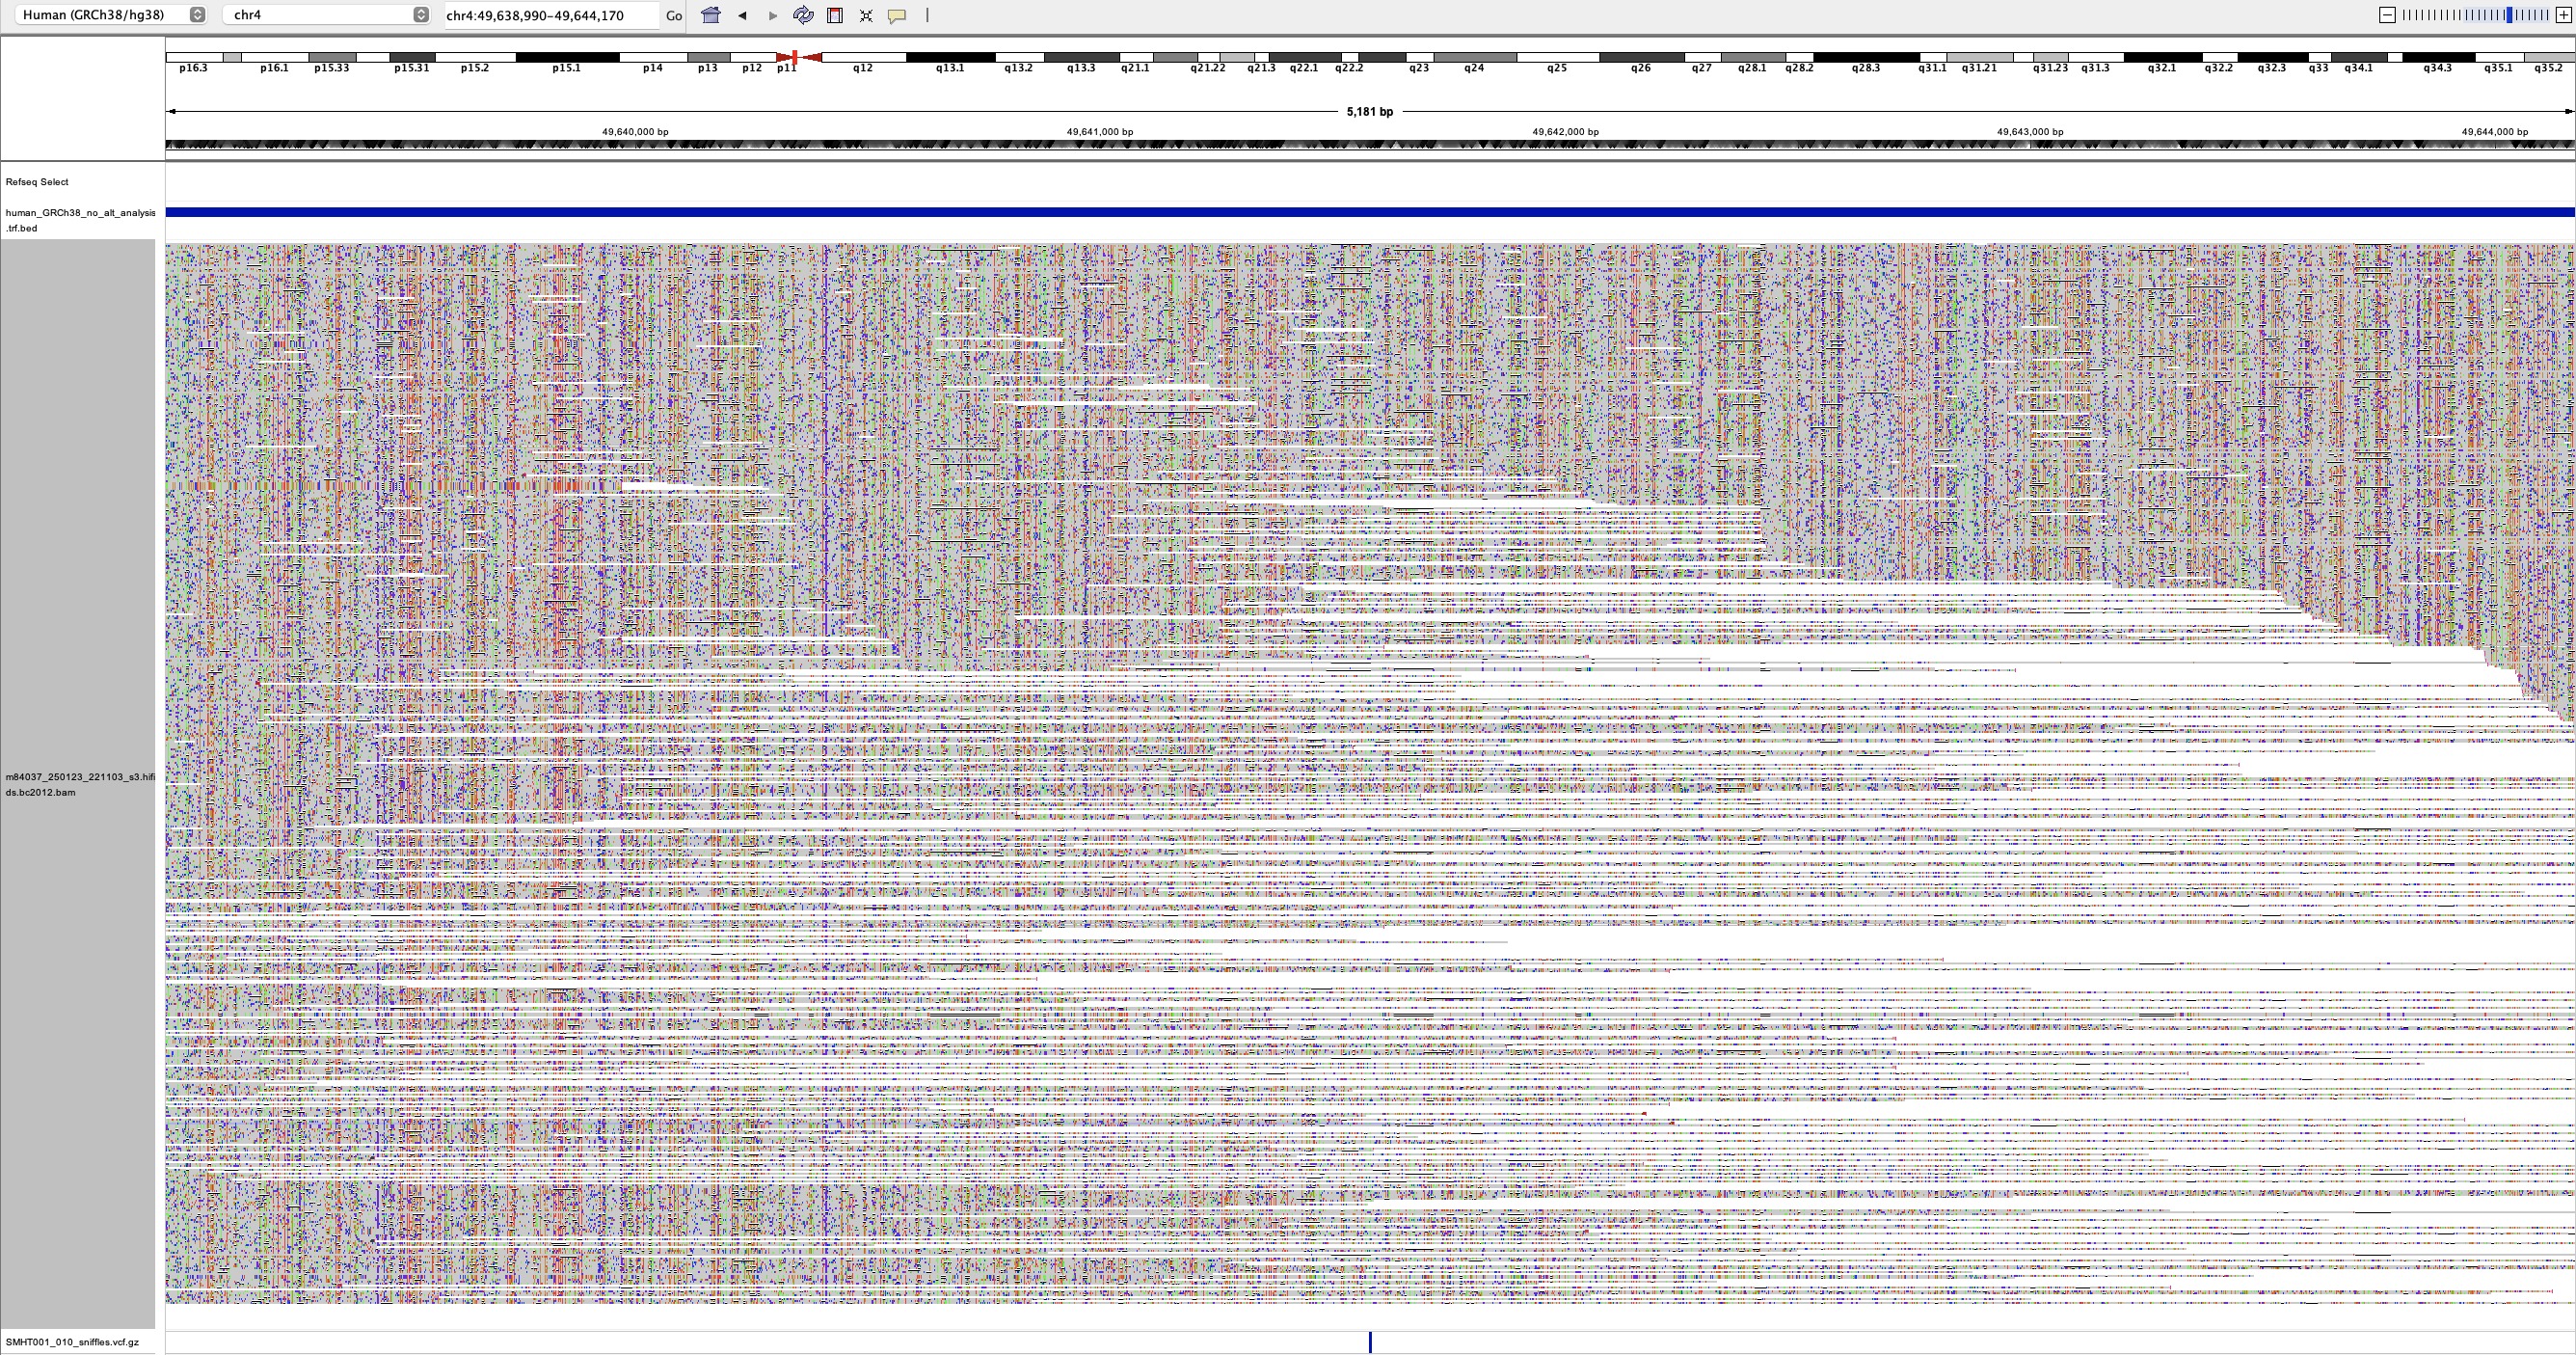 Human (GRCh38/hg38) chr4 chr4:49,638,990-49,644,170 Go
p16.3 p16.1 p15.33 p15.31 p15.2 p15.1 p14 p13 p12 p11 q12 q13.1 q13.2 q13.3 q21.1 q21.22 q21.3 q22.1 q22.2 q23 q24 q25 q26 q27 q28.1 q28.2 q28.3 q31.1 q31.21 q31.23 q31.3 q32.1 q32.2 q32.3 q33 q34.1 q34.3 q35.1 q35.2
5,181 bp
49,640,000 bp 49,641,000 bp 49,642,000 bp 49,643,000 bp 49,644,000 bp
Refseq Select
human_GRCh38_no_alt_analysis
.trf.bed
m84037_250123_221103_s3.hifi
ds.bc2012.bam
SMHT001_010_sniffles.vcf.gz